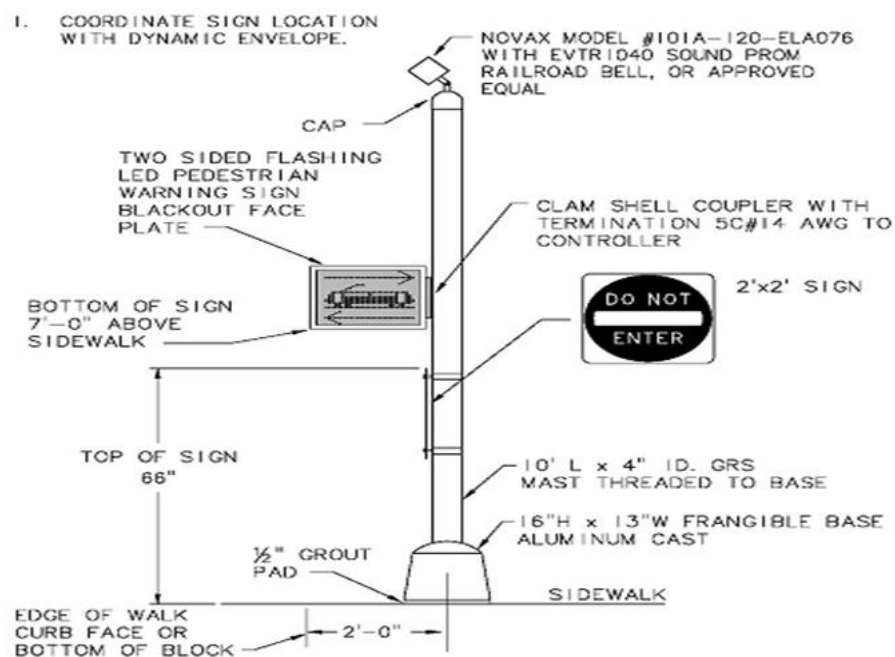 1. COORDINATE SIGN LOCATION
WITH DYNAMIC ENVELOPE.
NOVAX MODEL #101A-120-ELA076
WITH EVTR1D40 SOUND PROM
RAILROAD BELL, OR APPROVED
EQUAL
CAP
TWO SIDED FLASHING
LED PEDESTRIAN
WARNING SIGN
BLACKOUT FACE
PLATE
CLAM SHELL COUPLER WITH
TERMINATION 5C#14 AWG TO
CONTROLLER
2'x2' SIGN
DO NOT
ENTER
BOTTOM OF SIGN
7'-0" ABOVE
SIDEWALK
TOP OF SIGN
66"
10' L x 4" ID. GRS
MAST THREADED TO BASE
16"H x 13"W FRANGIBLE BASE
ALUMINUM CAST
½" GROUT
PAD
SIDEWALK
EDGE OF WALK
CURB FACE OR
BOTTOM OF BLOCK
2'-0"